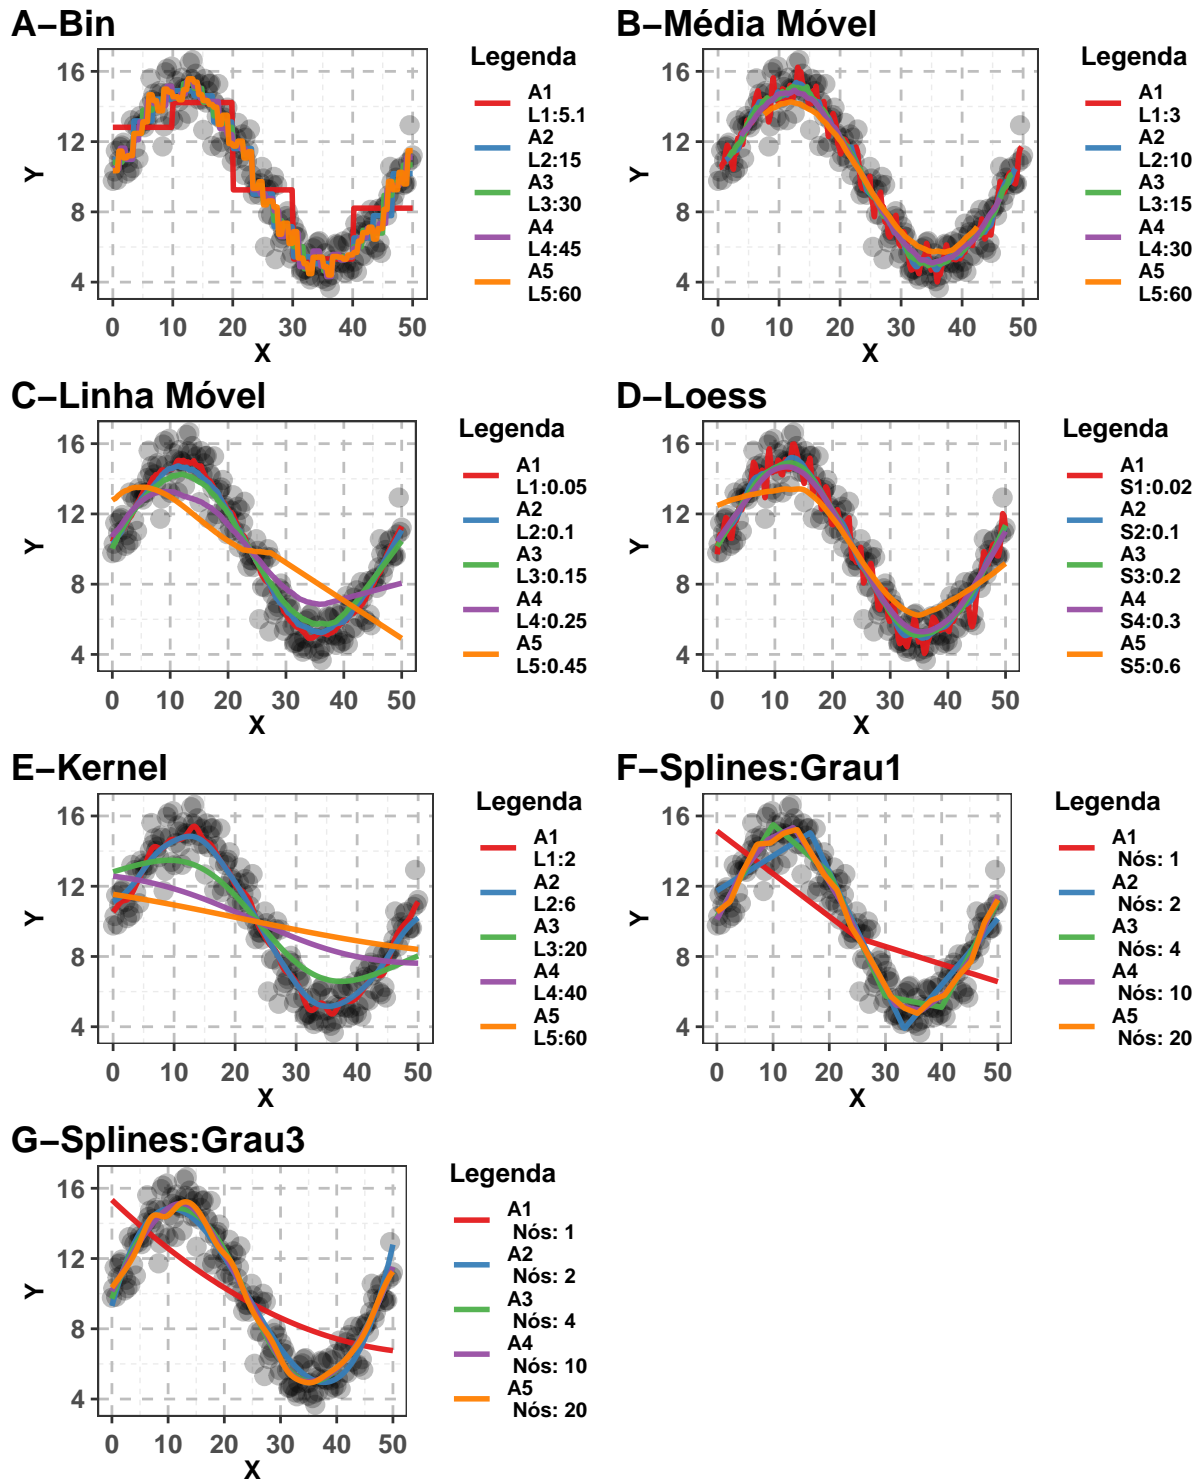 A−Bin
Legenda
A1
L1:5.1
A2
L2:15
A3
L3:30
A4
L4:45
A5
L5:60
Y
16
12
8
4
0 10 20 30 40 50
X
B−Média Móvel
Legenda
A1
L1:3
A2
L2:10
A3
L3:15
A4
L4:30
A5
L5:60
Y
16
12
8
4
0 10 20 30 40 50
X
C−Linha Móvel
Legenda
A1
L1:0.05
A2
L2:0.1
A3
L3:0.15
A4
L4:0.25
A5
L5:0.45
Y
16
12
8
4
0 10 20 30 40 50
X
D−Loess
Legenda
A1
S1:0.02
A2
S2:0.1
A3
S3:0.2
A4
S4:0.3
A5
S5:0.6
Y
16
12
8
4
0 10 20 30 40 50
X
E−Kernel
Legenda
A1
L1:2
A2
L2:6
A3
L3:20
A4
L4:40
A5
L5:60
Y
16
12
8
4
0 10 20 30 40 50
X
F−Splines:Grau1
Legenda
A1
Nós: 1
A2
Nós: 2
A3
Nós: 4
A4
Nós: 10
A5
Nós: 20
Y
16
12
8
4
0 10 20 30 40 50
X
G−Splines:Grau3
Legenda
A1
Nós: 1
A2
Nós: 2
A3
Nós: 4
A4
Nós: 10
A5
Nós: 20
Y
16
12
8
4
0 10 20 30 40 50
X